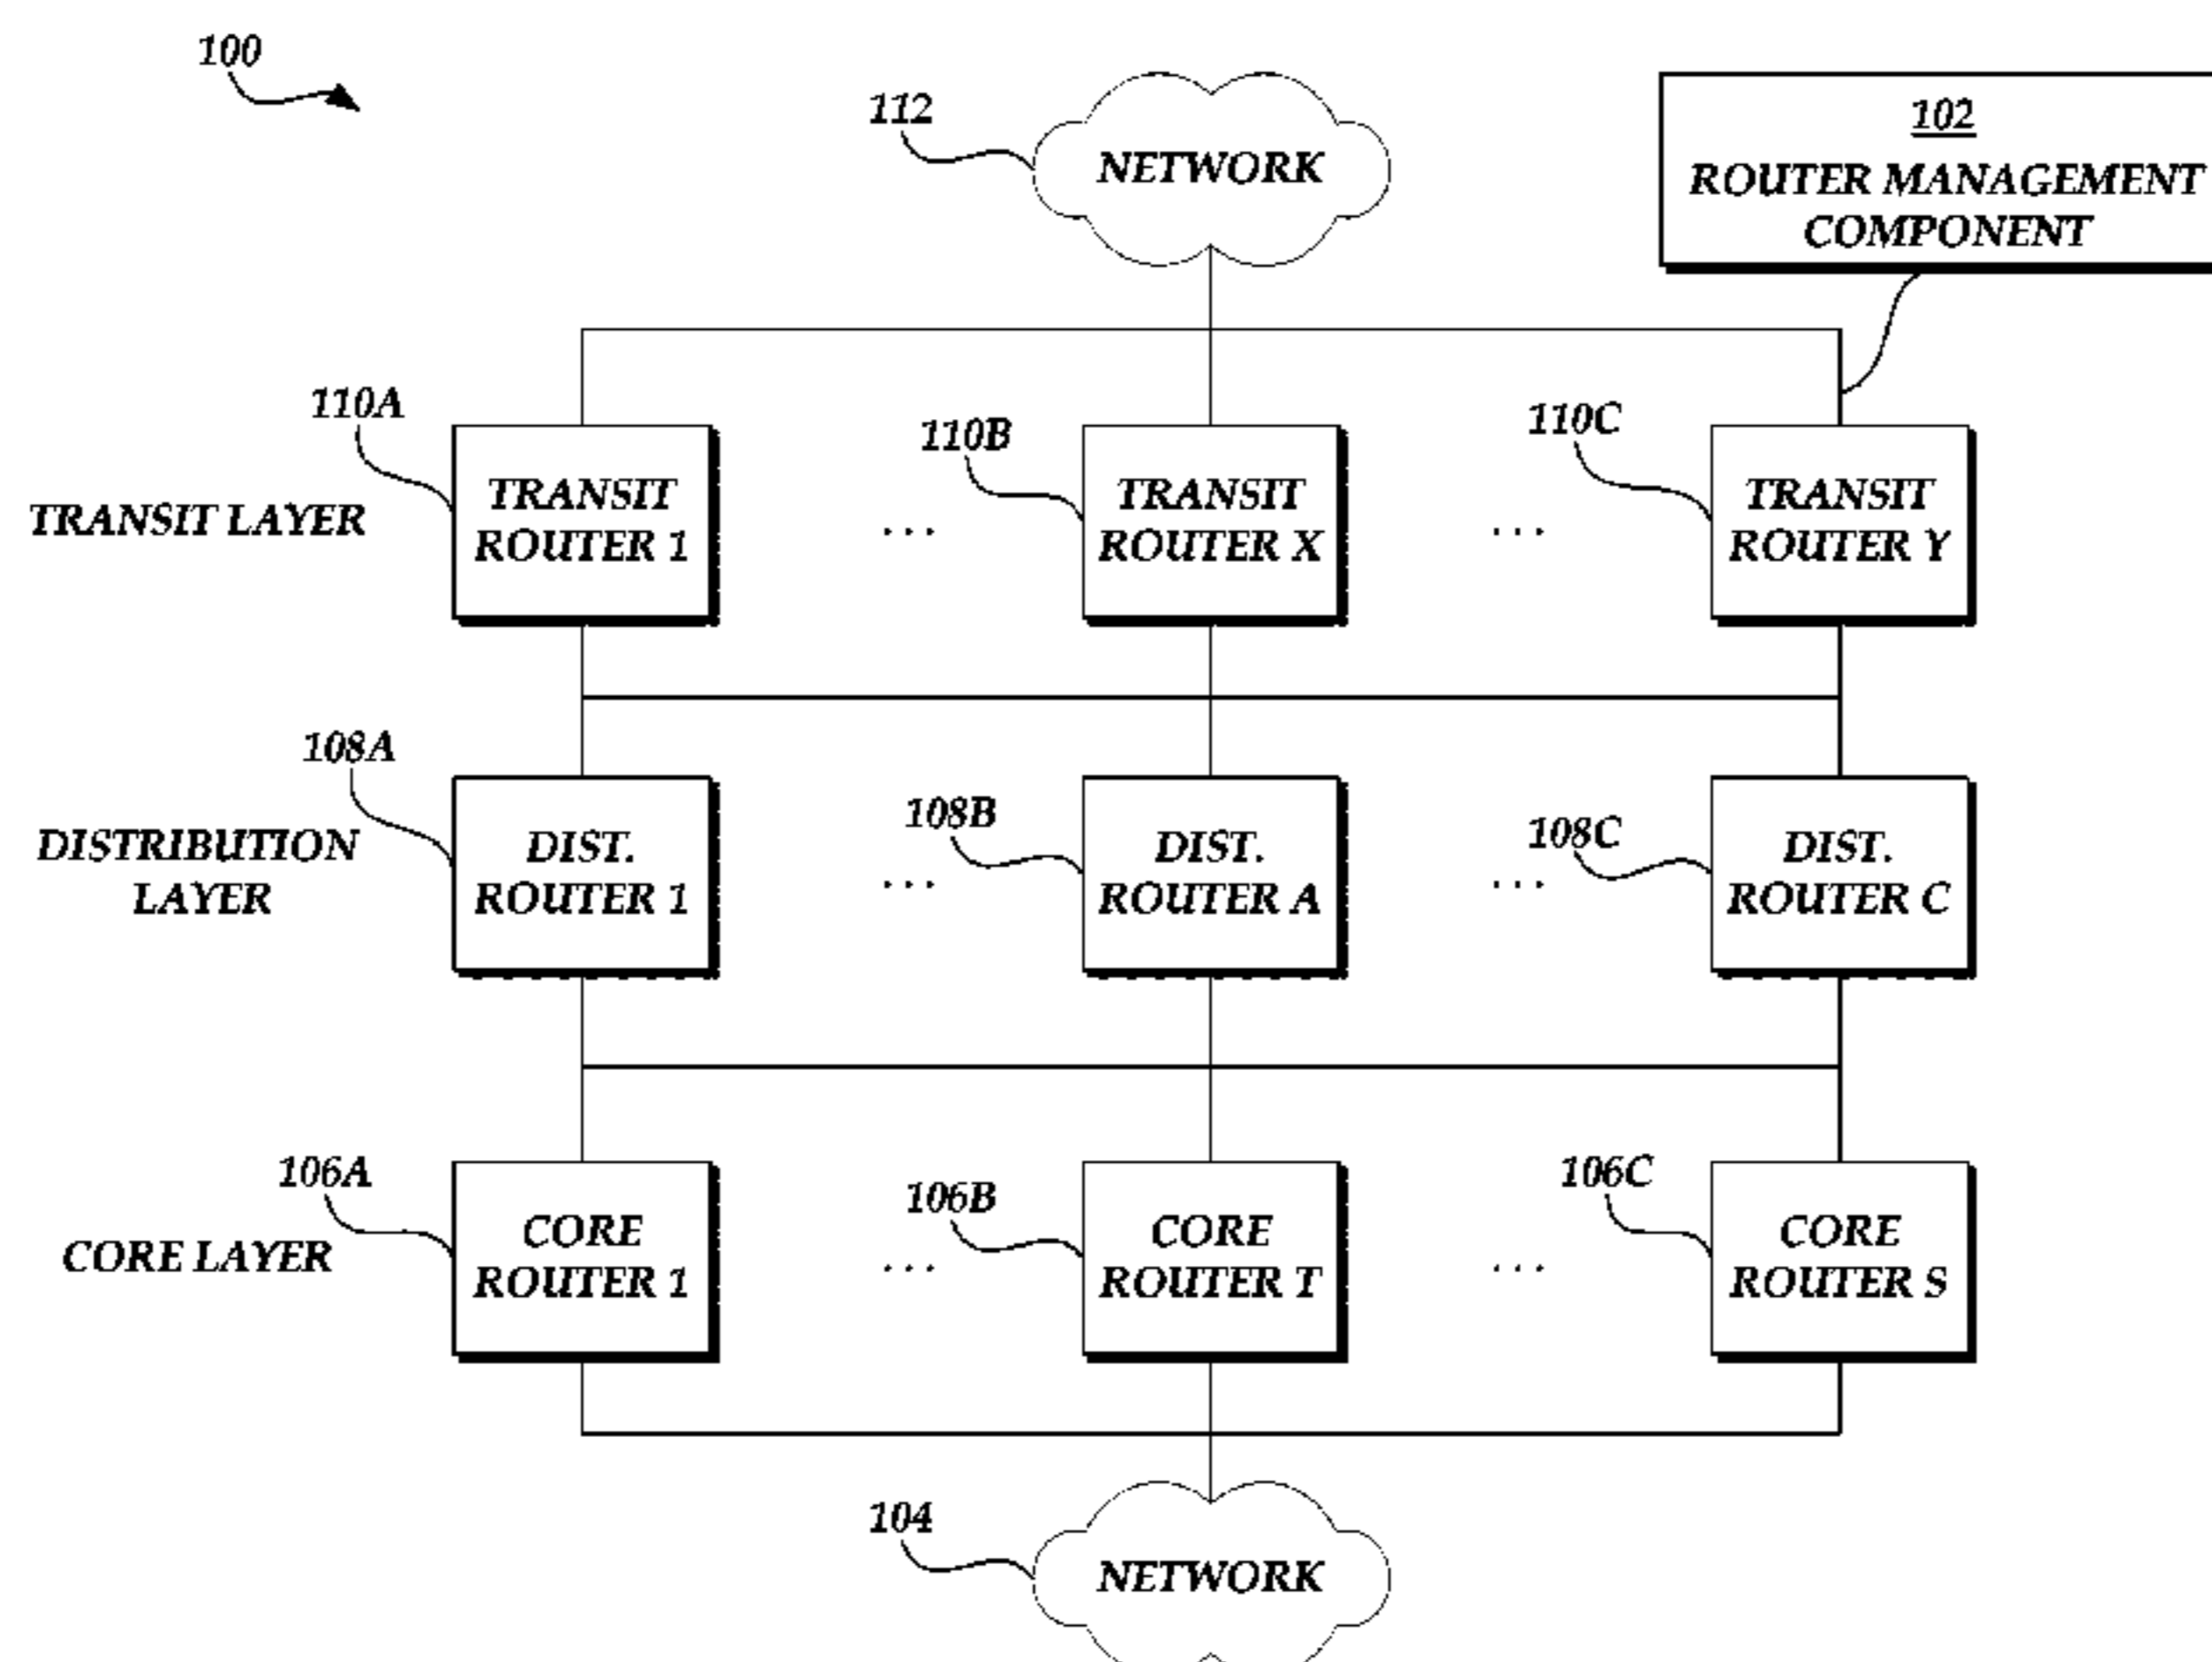 100
112
NETWORK
102
ROUTER MANAGEMENT
COMPONENT
110A
110B
110C
TRANSIT LAYER
TRANSIT
ROUTER 1
...
TRANSIT
ROUTER X
...
TRANSIT
ROUTER Y
108A
108B
108C
DISTRIBUTION
LAYER
DIST.
ROUTER 1
...
DIST.
ROUTER A
...
DIST.
ROUTER C
106A
106B
106C
CORE LAYER
CORE
ROUTER 1
...
CORE
ROUTER T
...
CORE
ROUTER S
104
NETWORK